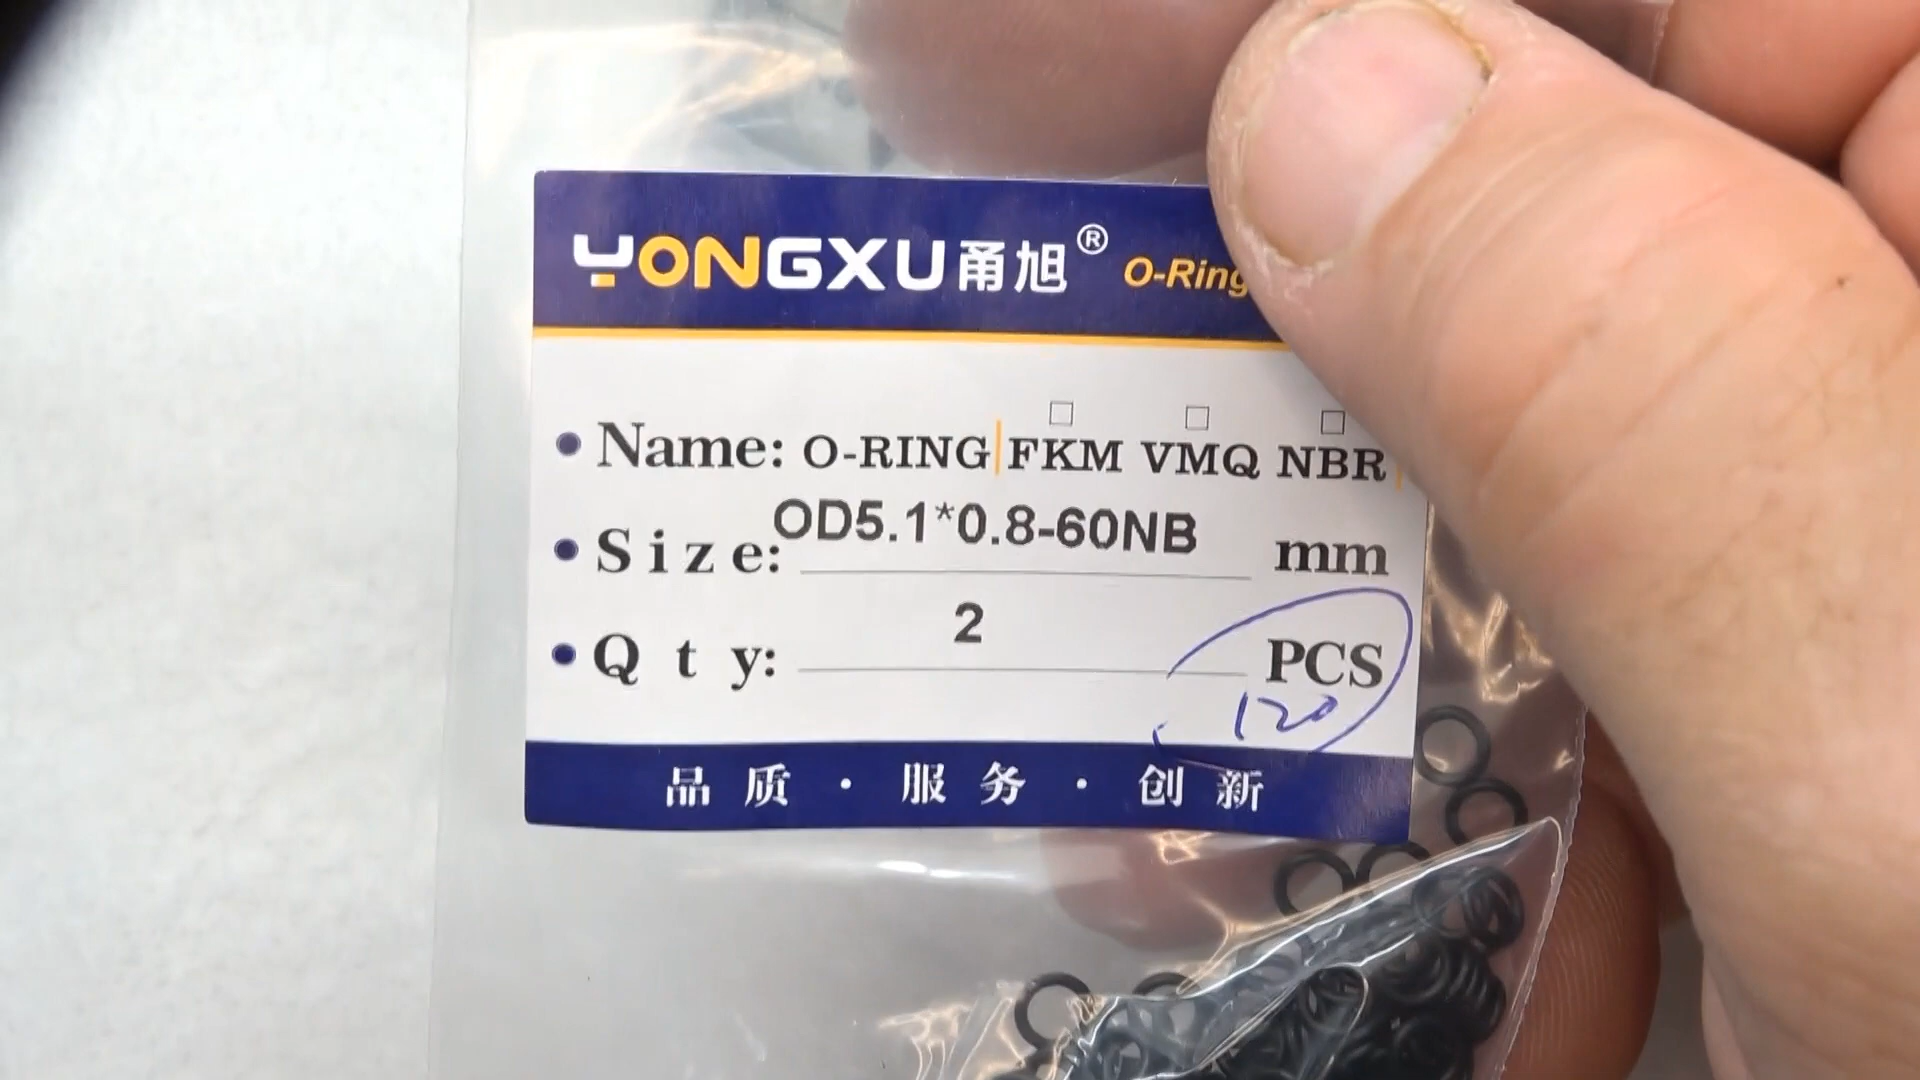 YONGXU甬旭® O-Ring
• Name: O-RING|FKM □ VMQ □ NBR □|
• Size: OD5.1*0.8-60NB mm
• Qty: 2 PCS
120
品质·服务·创新